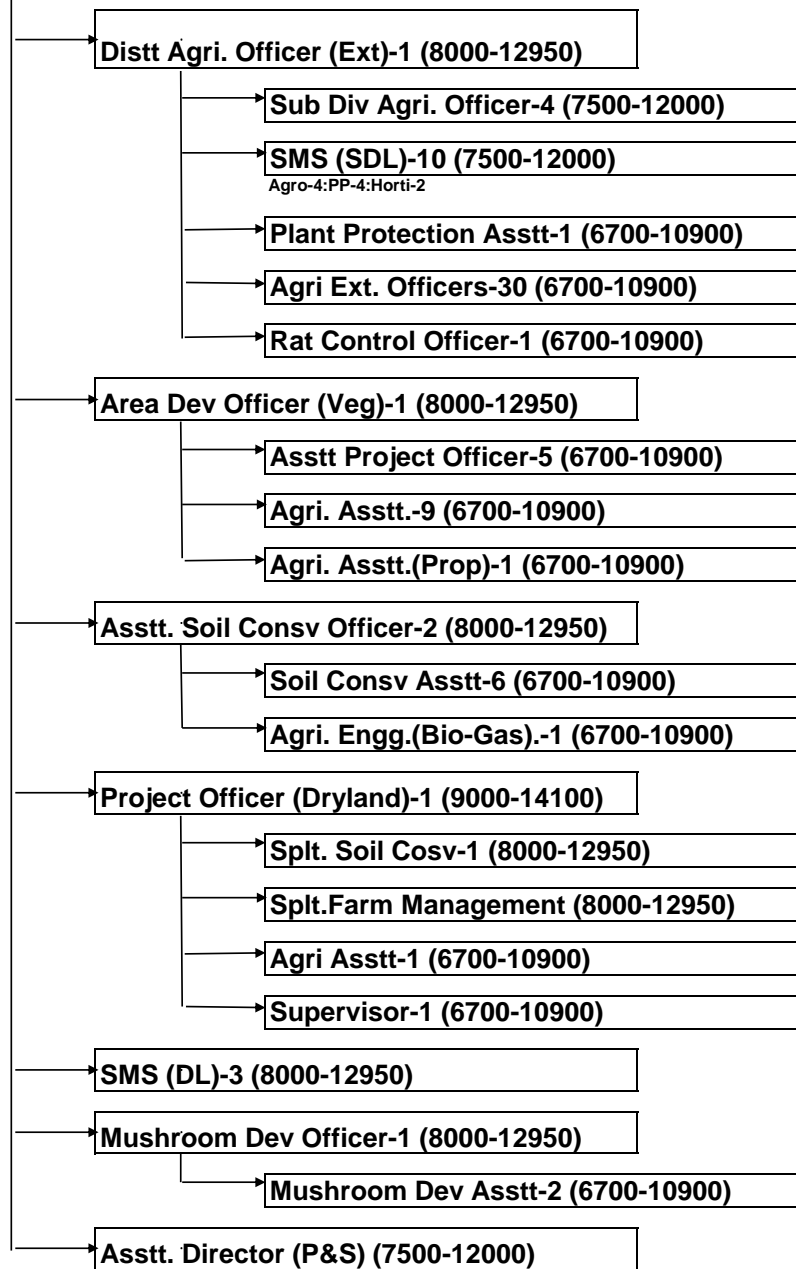 Distt Agri. Officer (Ext)-1 (8000-12950)
Sub Div Agri. Officer-4 (7500-12000)
SMS (SDL)-10 (7500-12000)
Agro-4:PP-4:Horti-2
Plant Protection Asstt-1 (6700-10900)
Agri Ext. Officers-30 (6700-10900)
Rat Control Officer-1 (6700-10900)
Area Dev Officer (Veg)-1 (8000-12950)
Asstt Project Officer-5 (6700-10900)
Agri. Asstt.-9 (6700-10900)
Agri. Asstt.(Prop)-1 (6700-10900)
Asstt. Soil Consv Officer-2 (8000-12950)
Soil Consv Asstt-6 (6700-10900)
Agri. Engg.(Bio-Gas).-1 (6700-10900)
Project Officer (Dryland)-1 (9000-14100)
Splt. Soil Cosv-1 (8000-12950)
Splt.Farm Management (8000-12950)
Agri Asstt-1 (6700-10900)
Supervisor-1 (6700-10900)
SMS (DL)-3 (8000-12950)
Mushroom Dev Officer-1 (8000-12950)
Mushroom Dev Asstt-2 (6700-10900)
Asstt. Director (P&S) (7500-12000)